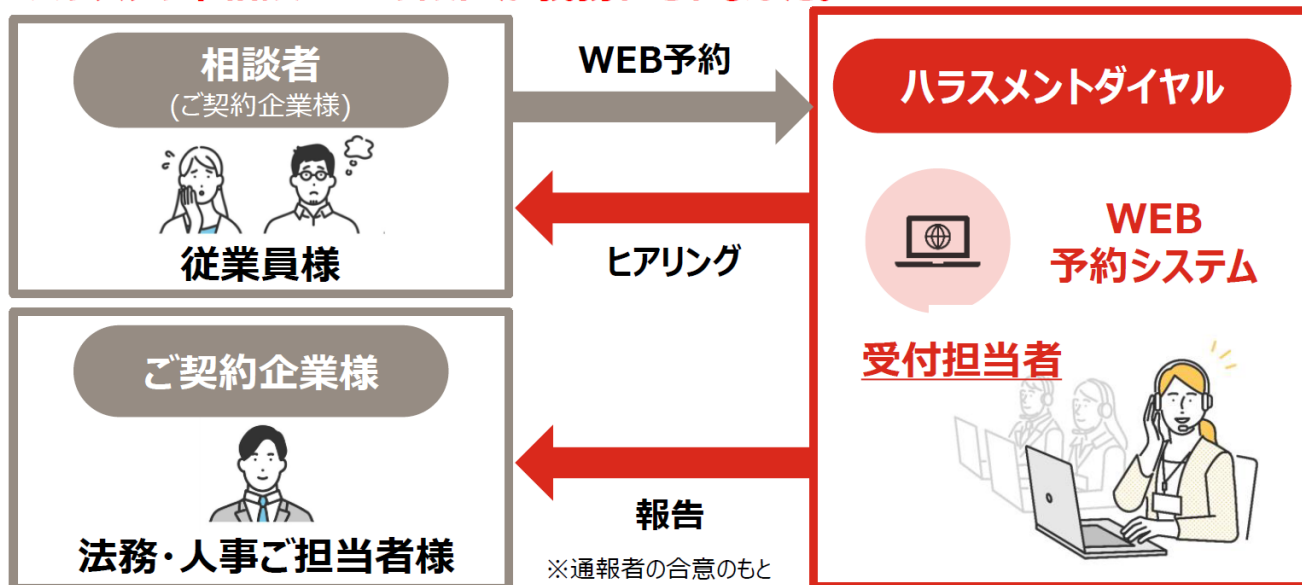 相談者
(ご契約企業様)
従業員様
WEB予約
ヒアリング
ハラスメントダイヤル
WEB
予約システム
受付担当者
ご契約企業様
法務・人事ご担当者様
報告
※通報者の合意のもと